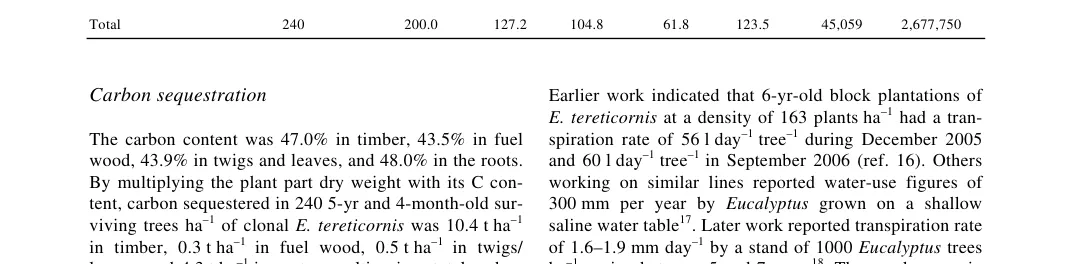 Total 240 200.0 127.2 104.8 61.8 123.5 45,059 2,677,750
Carbon sequestration
The carbon content was 47.0% in timber, 43.5% in fuel
wood, 43.9% in twigs and leaves, and 48.0% in the roots.
By multiplying the plant part dry weight with its C con-
tent, carbon sequestered in 240 5-yr and 4-month-old sur-
viving trees ha⁻¹ of clonal E. tereticornis was 10.4 t ha⁻¹
in timber, 0.3 t ha⁻¹ in fuel wood, 0.5 t ha⁻¹ in twigs/
Earlier work indicated that 6-yr-old block plantations of
E. tereticornis at a density of 163 plants ha⁻¹ had a tran-
spiration rate of 56 l day⁻¹ tree⁻¹ during December 2005
and 60 l day⁻¹ tree⁻¹ in September 2006 (ref. 16). Others
working on similar lines reported water-use figures of
300 mm per year by Eucalyptus grown on a shallow
saline water table¹⁷. Later work reported transpiration rate
of 1.6–1.9 mm day⁻¹ by a stand of 1000 Eucalyptus trees